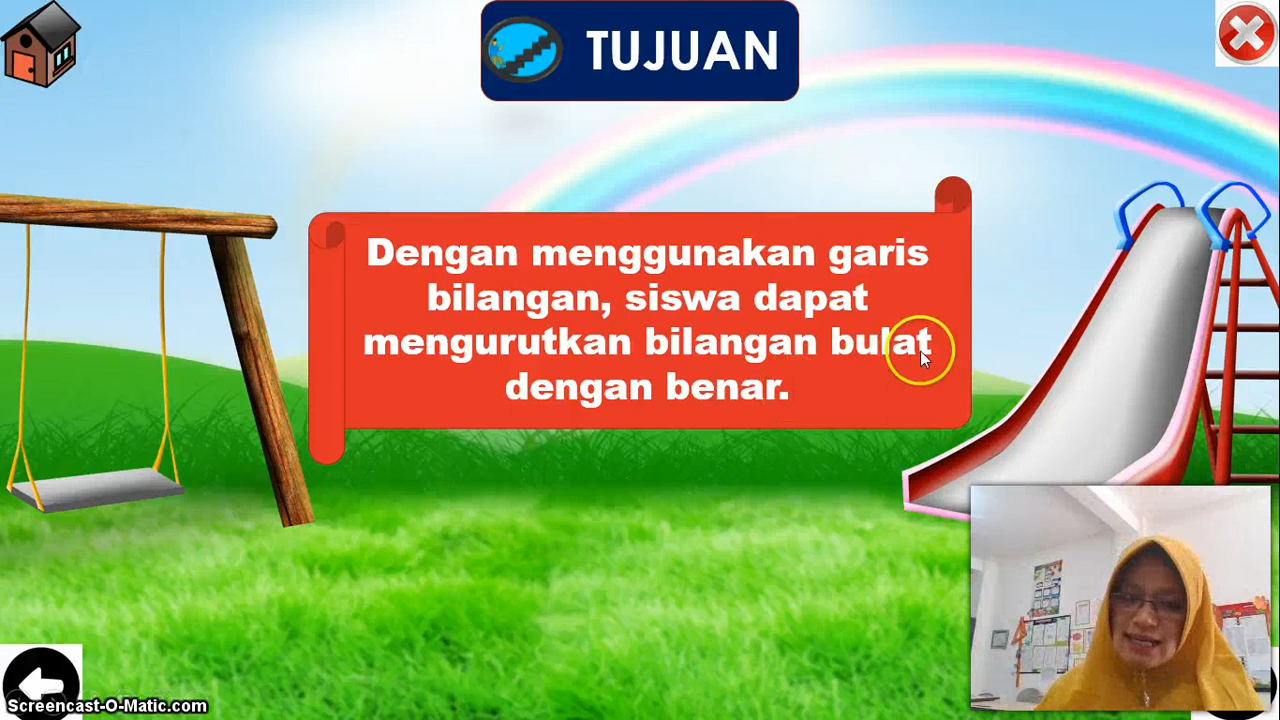 TUJUAN
Dengan menggunakan garis
bilangan, siswa dapat
mengurutkan bilangan bulat
dengan benar.
Screencast-O-Matic.com